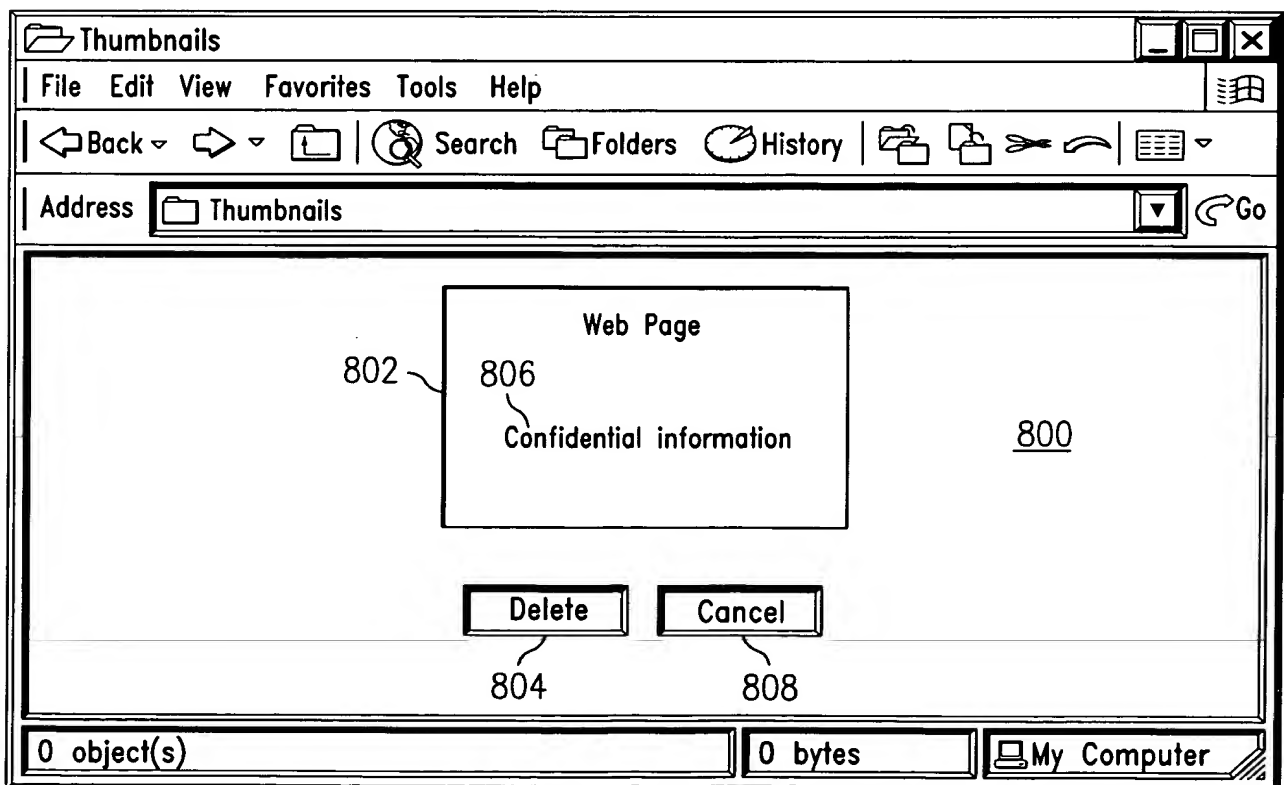 Thumbnails
File Edit View Favorites Tools Help
Back Search Folders History
Address Thumbnails Go
Web Page
802 806
Confidential information 800
Delete Cancel
804 808
0 object(s) 0 bytes My Computer